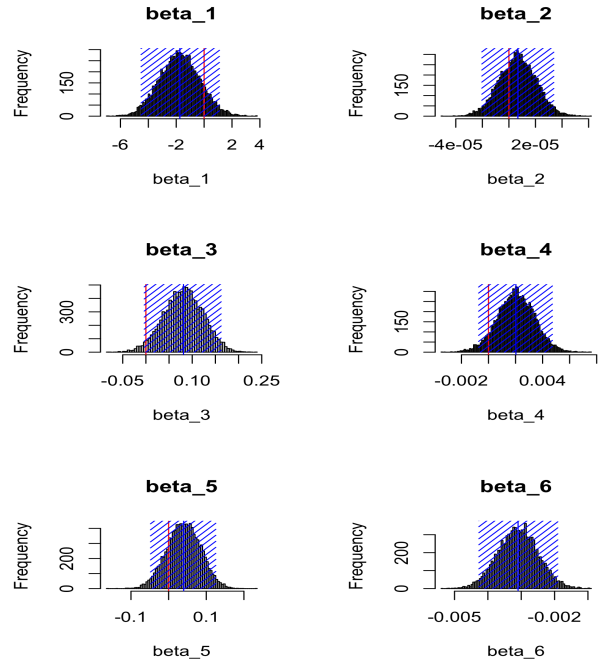 beta_1
Frequency
0 150
-6 -2 2 4
beta_1
beta_2
Frequency
0 150
-4e-05 2e-05
beta_2
beta_3
Frequency
0 300
-0.05 0.10 0.25
beta_3
beta_4
Frequency
0 150
-0.002 0.004
beta_4
beta_5
Frequency
0 200
-0.1 0.1
beta_5
beta_6
Frequency
0 200
-0.005 -0.002
beta_6